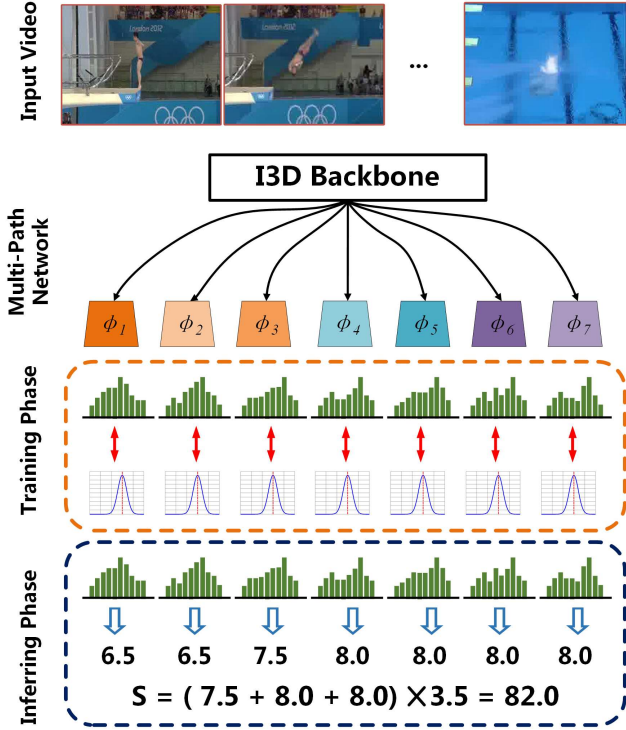 Input Video
London 2012
...
I3D Backbone
Multi-Path
Network
ϕ1 ϕ2 ϕ3 ϕ4 ϕ5 ϕ6 ϕ7
Training Phase
Inferring Phase
6.5 6.5 7.5 8.0 8.0 8.0 8.0
S = ( 7.5 + 8.0 + 8.0) ×3.5 = 82.0